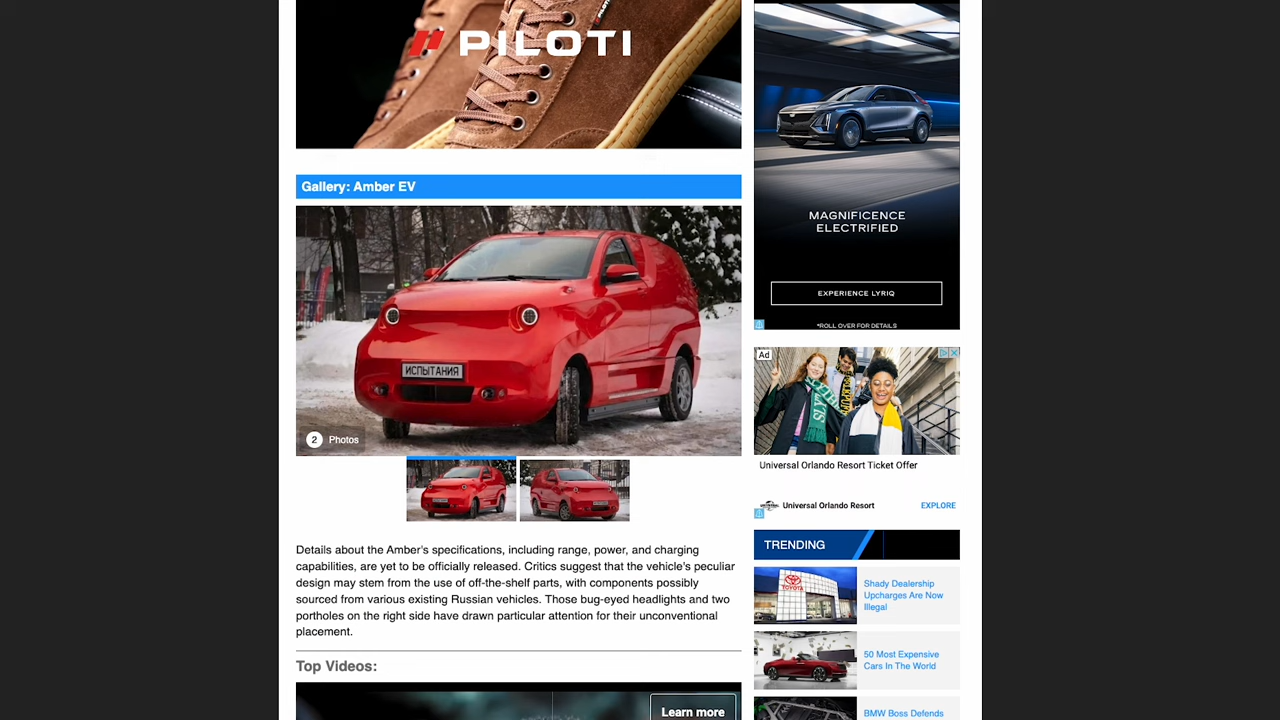 PILOTI
Gallery: Amber EV
ИСПЫТАНИЯ
2 Photos
Details about the Amber's specifications, including range, power, and charging
capabilities, are yet to be officially released. Critics suggest that the vehicle's peculiar
design may stem from the use of off-the-shelf parts, with components possibly
sourced from various existing Russian vehicles. Those bug-eyed headlights and two
portholes on the right side have drawn particular attention for their unconventional
placement.
Top Videos:
Learn more
MAGNIFICENCE
ELECTRIFIED
EXPERIENCE LYRIQ
*ROLL OVER FOR DETAILS
Ad
Universal Orlando Resort Ticket Offer
Universal Orlando Resort
EXPLORE
TRENDING
TOYOTA
Shady Dealership
Upcharges Are Now
Illegal
50 Most Expensive
Cars In The World
BMW Boss Defends